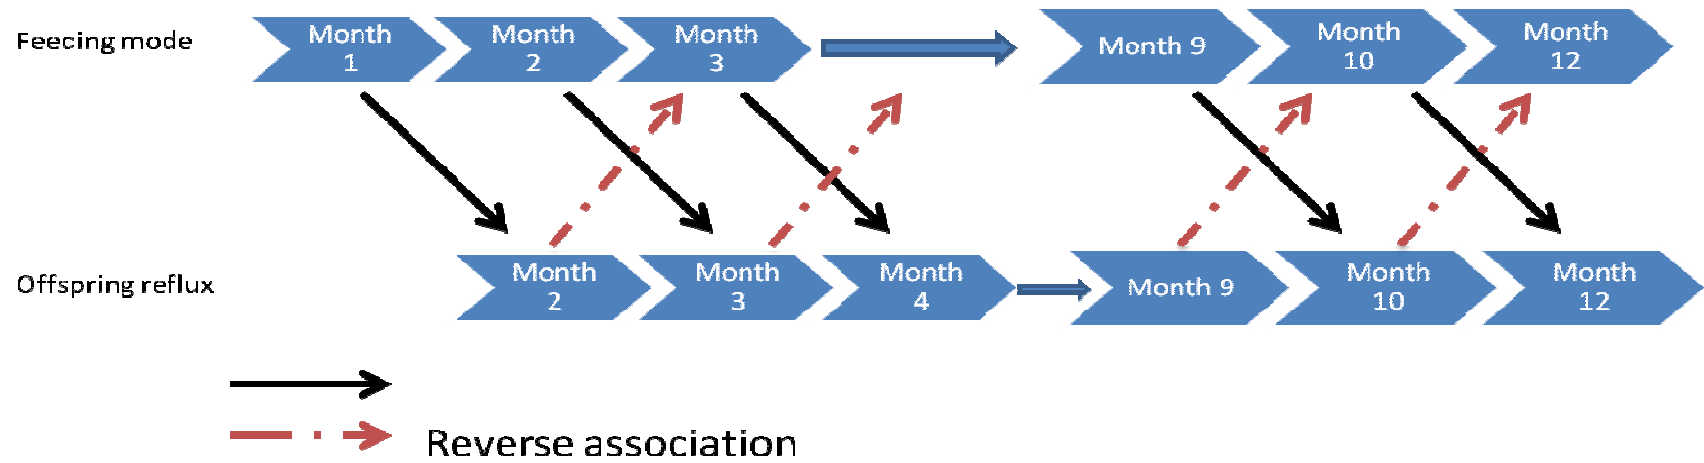 Feecing mode
Month
1
Month
2
Month
3
Month 9
Month
10
Month
12
Offspring reflux
Month
2
Month
3
Month
4
Month 9
Month
10
Month
12
Reverse association